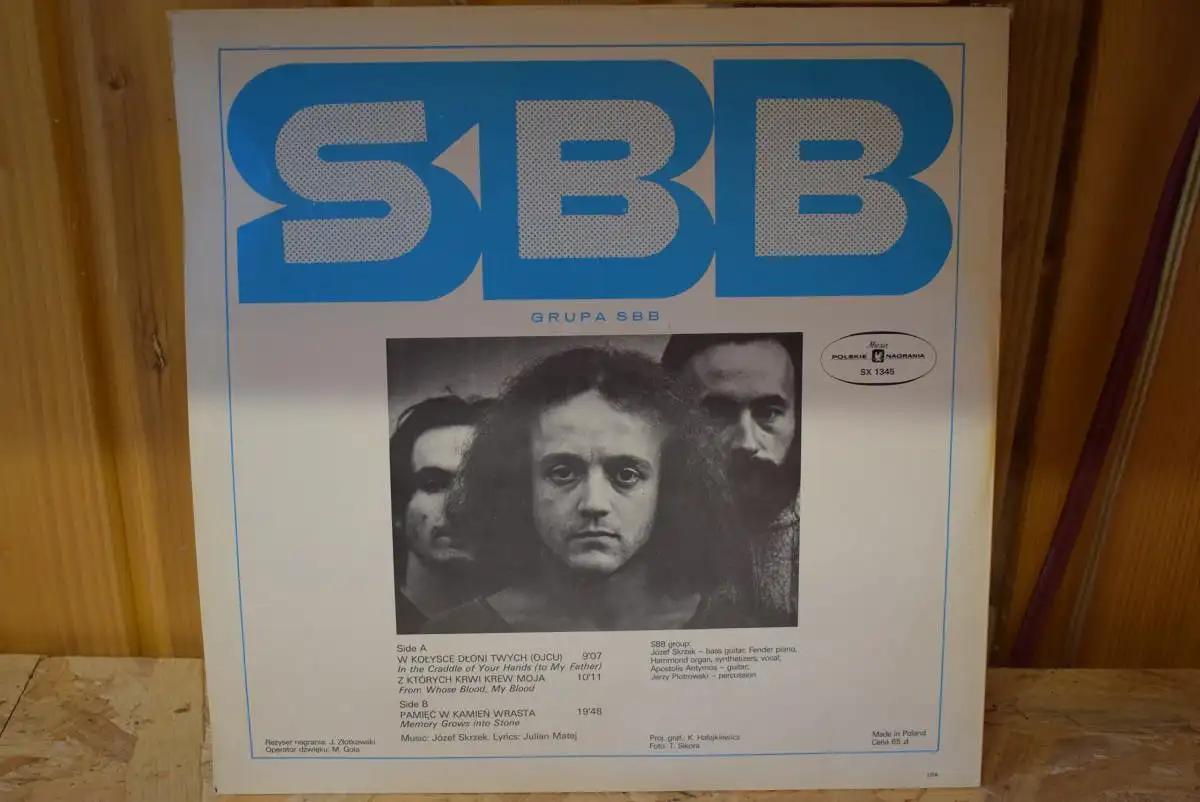 SBB
GRUPA SBB
Muza
POLSKIE NAGRANIA
SX 1345
Side A
W KOŁYSCE DŁONI TWYCH (OJCU) 9'07
In the Craddle of Your Hands (to My Father)
Z KTÓRYCH KRWI KREW MOJA 10'11
From Whose Blood, My Blood
Side B
PAMIĘĆ W KAMIEŃ WRASTA 19'48
Memory Grows into Stone
Music: Józef Skrzek. Lyrics: Julian Matej
SBB group:
Józef Skrzek – bass guitar, Fender piano,
Hammond organ, synthetizers, vocal,
Apostolis Antymos – guitar,
Jerzy Piotrowski – percussion
Reżyser nagrania: J. Złotkowski
Operator dźwięku: M. Gola
Proj. graf.: K. Hałajkiewicz
Foto: T. Sikora
Made in Poland
Cena 65 zł